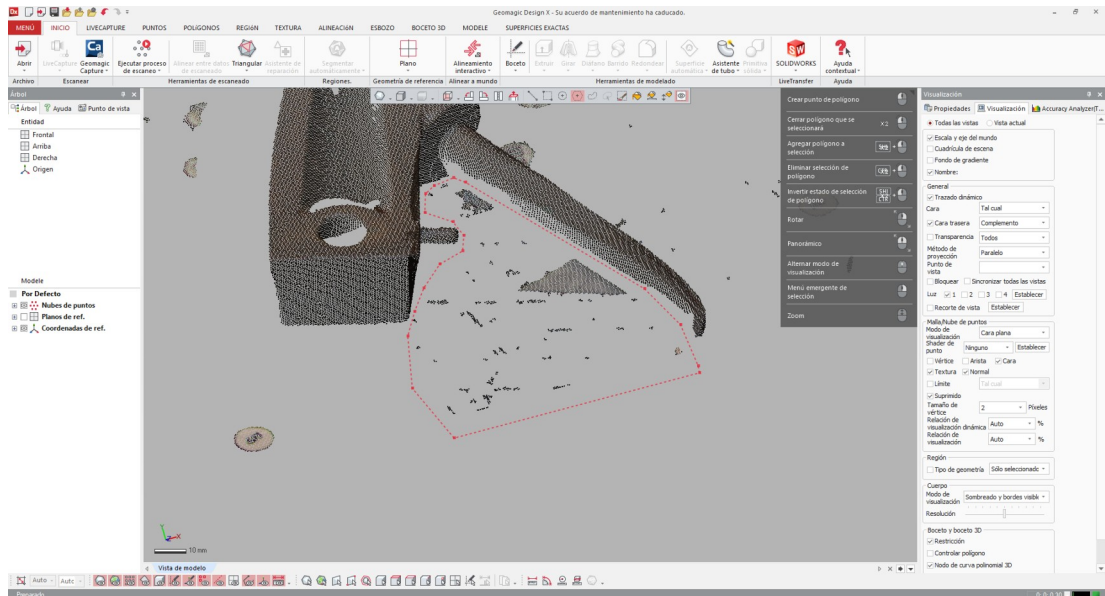 Geomagic Design X - Su acuerdo de mantenimiento ha caducado.
MENÚ INICIO LIVECAPTURE PUNTOS POLÍGONOS REGIóN TEXTURA ALINEACIóN ESBOZO BOCETO 3D MODELE SUPERFICIES EXACTAS
Abrir LiveCapture Geomagic Capture Ejecutar proceso de escaneo Alinear entre datos de escaneado Triangular Asistente de reparación Segmentar automáticamente Plano Alineamiento interactivo Boceto Extruir Girar Diáfano Barrido Redondear Superficie automática Asistente de tubo Primitiva sólida SOLIDWORKS Ayuda contextual
Archivo Escanear Herramientas de escaneado Regiones. Geometría de referencia Alinear a mundo Herramientas de modelado LiveTransfer Ayuda
Árbol
Árbol Ayuda Punto de vista
Entidad
Frontal
Arriba
Derecha
Origen
Modele
Por Defecto
Nubes de puntos
Planos de ref.
Coordenadas de ref.
Crear punto de polígono
Cerrar polígono que se seleccionará X2
Agregar polígono a selección
Eliminar selección de polígono
Invertir estado de selección de polígono
Rotar
Panorámico
Alternar modo de visualización
Menú emergente de selección
Zoom
Visualización
Propiedades Visualización Accuracy Analyzer(T...
Todas las vistas Vista actual
Escala y eje del mundo
Cuadrícula de escena
Fondo de gradiente
Nombre:
General
Trazado dinámico
Cara Tal cual
Cara trasera Complemento
Transparencia Todos
Método de proyección Paralelo
Punto de vista
Bloquear Sincronizar todas las vistas
Luz 1 2 3 4 Establecer
Recorte de vista Establecer
Malla/Nube de puntos
Modo de visualización Cara plana
Shader de punto Ninguno Establecer
Vértice Arista Cara
Textura Normal
Límite Tal cual
Suprimido
Tamaño de vértice 2 Píxeles
Relación de visualización dinámica Auto %
Relación de visualización Auto %
Región
Tipo de geometría Sólo seleccionadc
Cuerpo
Modo de visualización Sombreado y bordes visibl
Resolución
Boceto y boceto 3D
Restricción
Controlar polígono
Nodo de curva polinomial 3D
Y
Z X
10 mm
Vista de modelo
Auto Autc
Preparado